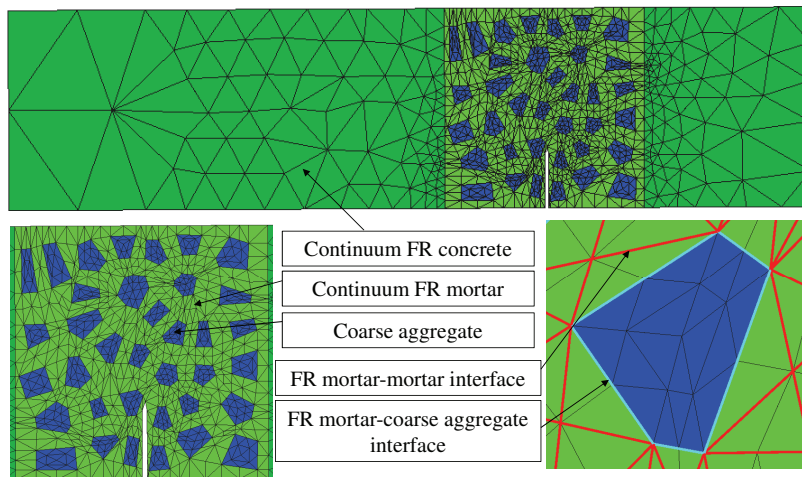 Continuum FR concrete
Continuum FR mortar
Coarse aggregate
FR mortar-mortar interface
FR mortar-coarse aggregate
interface